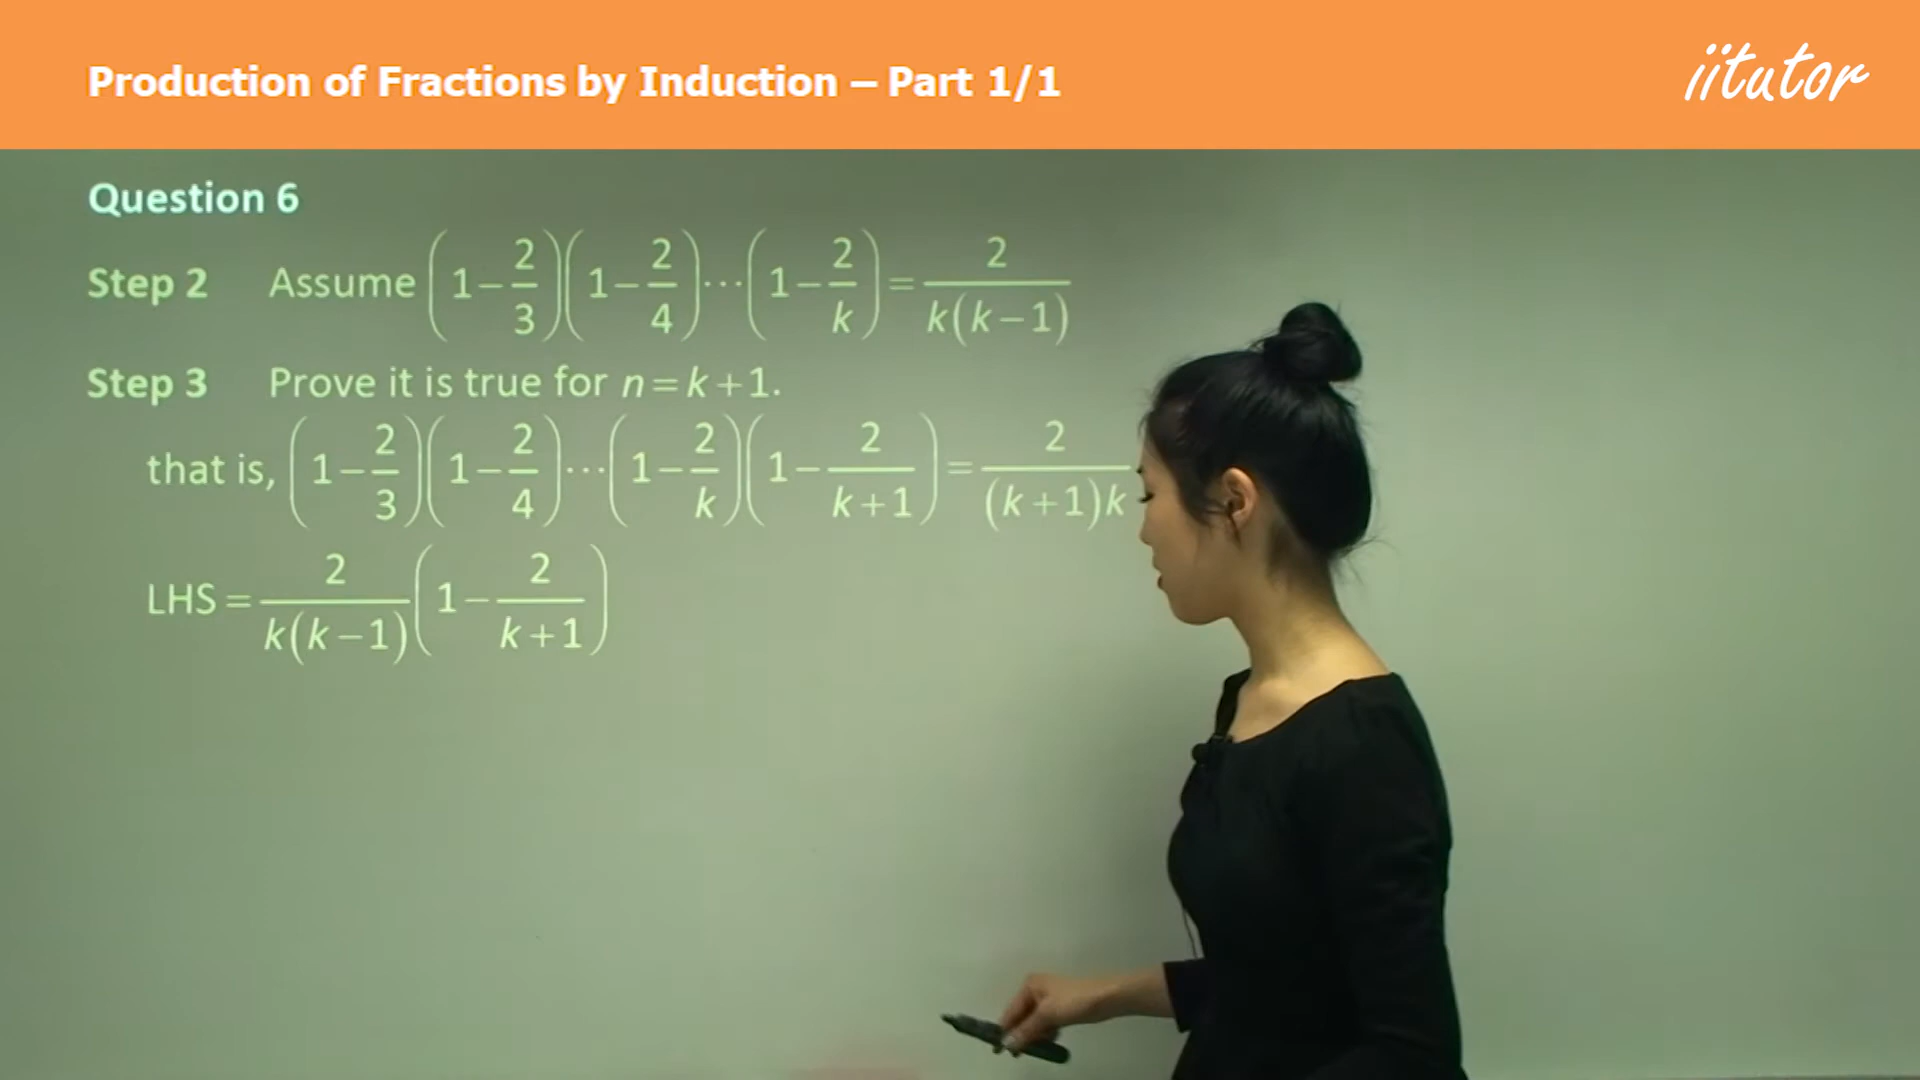 Production of Fractions by Induction – Part 1/1
iitutor
Question 6
Step 2 Assume (1 − 2/3)(1 − 2/4)⋯(1 − 2/k) = 2/(k(k−1))
Step 3 Prove it is true for n = k + 1.
that is, (1 − 2/3)(1 − 2/4)⋯(1 − 2/k)(1 − 2/(k+1)) = 2/((k+1)k)
LHS = 2/(k(k−1)) (1 − 2/(k+1))